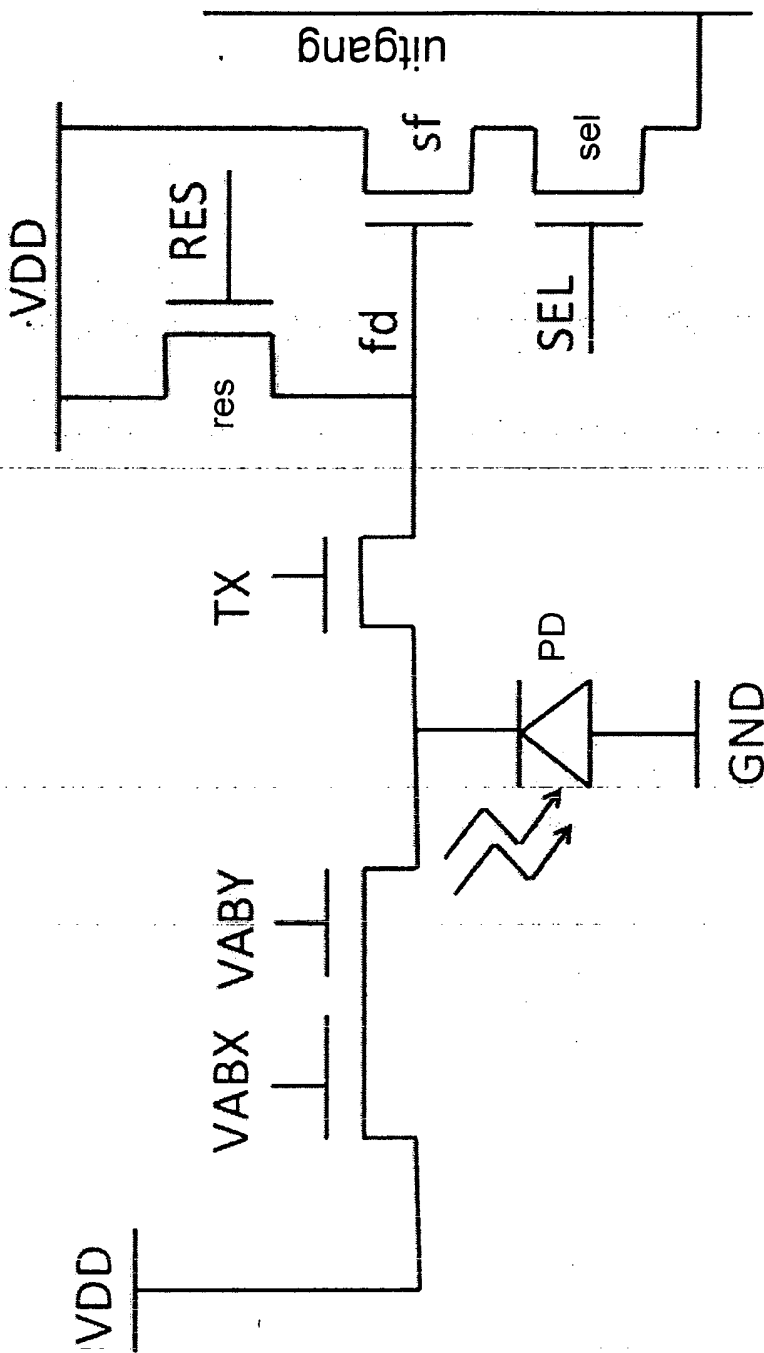 VDD
RES
res
fd
sf
sel
SEL
uitgang
TX
PD
GND
VABY
VABX
VDD